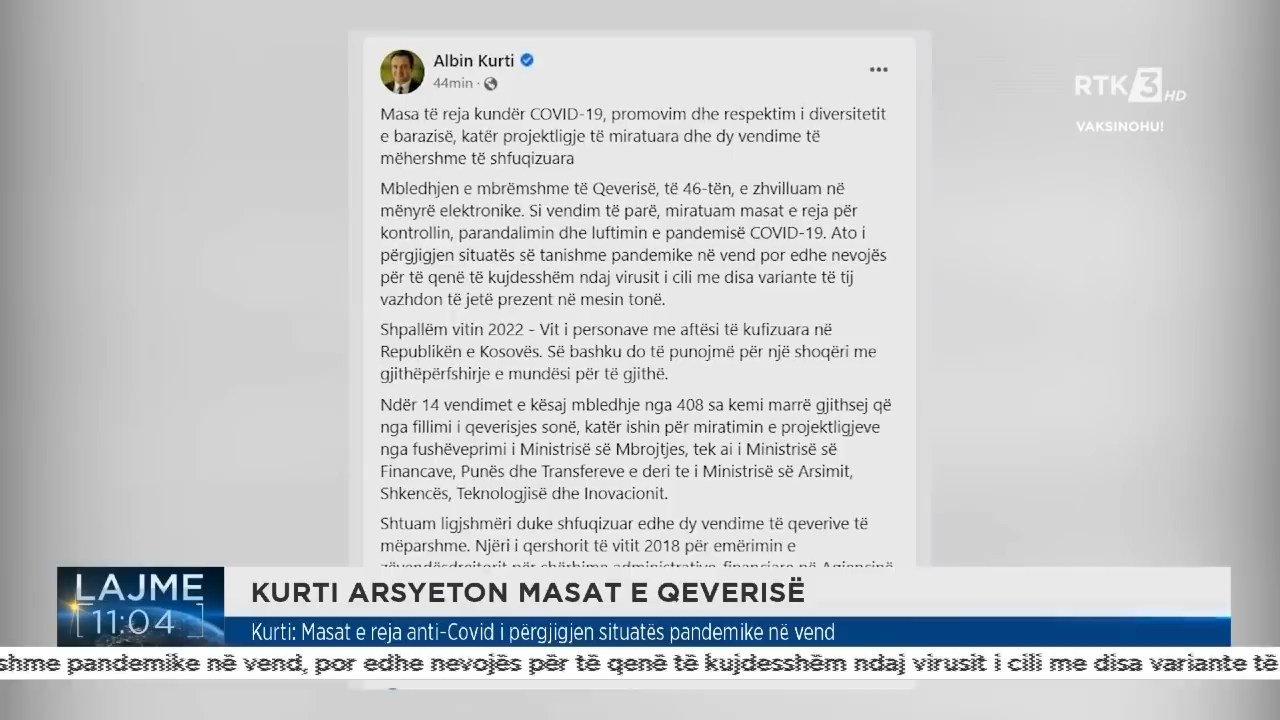 Albin Kurti
44min
Masa të reja kundër COVID-19, promovim dhe respektim i diversitetit
e barazisë, katër projektligje të miratuara dhe dy vendime të
mëhershme të shfuqizuara
Mbledhjen e mbrëmshme të Qeverisë, të 46-tën, e zhvilluam në
mënyrë elektronike. Si vendim të parë, miratuam masat e reja për
kontrollin, parandalimin dhe luftimin e pandemisë COVID-19. Ato i
përgjigjen situatës së tanishme pandemike në vend por edhe nevojës
për të qenë të kujdesshëm ndaj virusit i cili me disa variante të tij
vazhdon të jetë prezent në mesin tonë.
Shpallëm vitin 2022 - Vit i personave me aftësi të kufizuara në
Republikën e Kosovës. Së bashku do të punojmë për një shoqëri me
gjithëpërfshirje e mundësi për të gjithë.
Ndër 14 vendimet e kësaj mbledhje nga 408 sa kemi marrë gjithsej që
nga fillimi i qeverisjes sonë, katër ishin për miratimin e projektligjeve
nga fushëveprimi i Ministrisë së Mbrojtjes, tek ai i Ministrisë së
Financave, Punës dhe Transfereve e deri te i Ministrisë së Arsimit,
Shkencës, Teknologjisë dhe Inovacionit.
Shtuam ligjshmëri duke shfuqizuar edhe dy vendime të qeverive të
mëparshme. Njëri i qershorit të vitit 2018 për emërimin e
RTK 3 HD
VAKSINOHU!
LAJME
11:04
KURTI ARSYETON MASAT E QEVERISË
Kurti: Masat e reja anti-Covid i përgjigjen situatës pandemike në vend
shme pandemike në vend, por edhe nevojës për të qenë të kujdesshëm ndaj virusit i cili me disa variante të